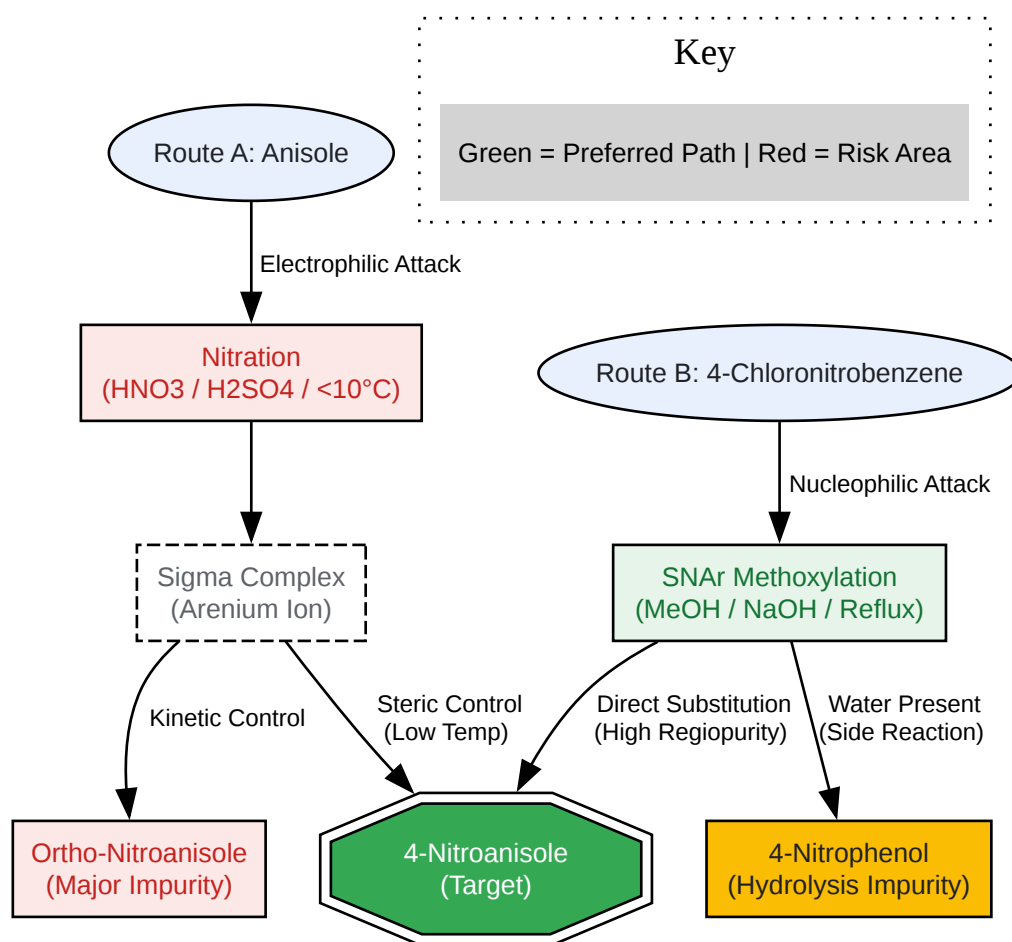 Key
Green = Preferred Path | Red = Risk Area
Route A: Anisole
Electrophilic Attack
Nitration
(HNO3 / H2SO4 / <10°C)
Route B: 4-Chloronitrobenzene
Nucleophilic Attack
Sigma Complex
(Arenium Ion)
SNAr Methoxylation
(MeOH / NaOH / Reflux)
Kinetic Control
Steric Control
(Low Temp)
Direct Substitution
(High Regiopurity)
Water Present
(Side Reaction)
Ortho-Nitroanisole
(Major Impurity)
4-Nitroanisole
(Target)
4-Nitrophenol
(Hydrolysis Impurity)